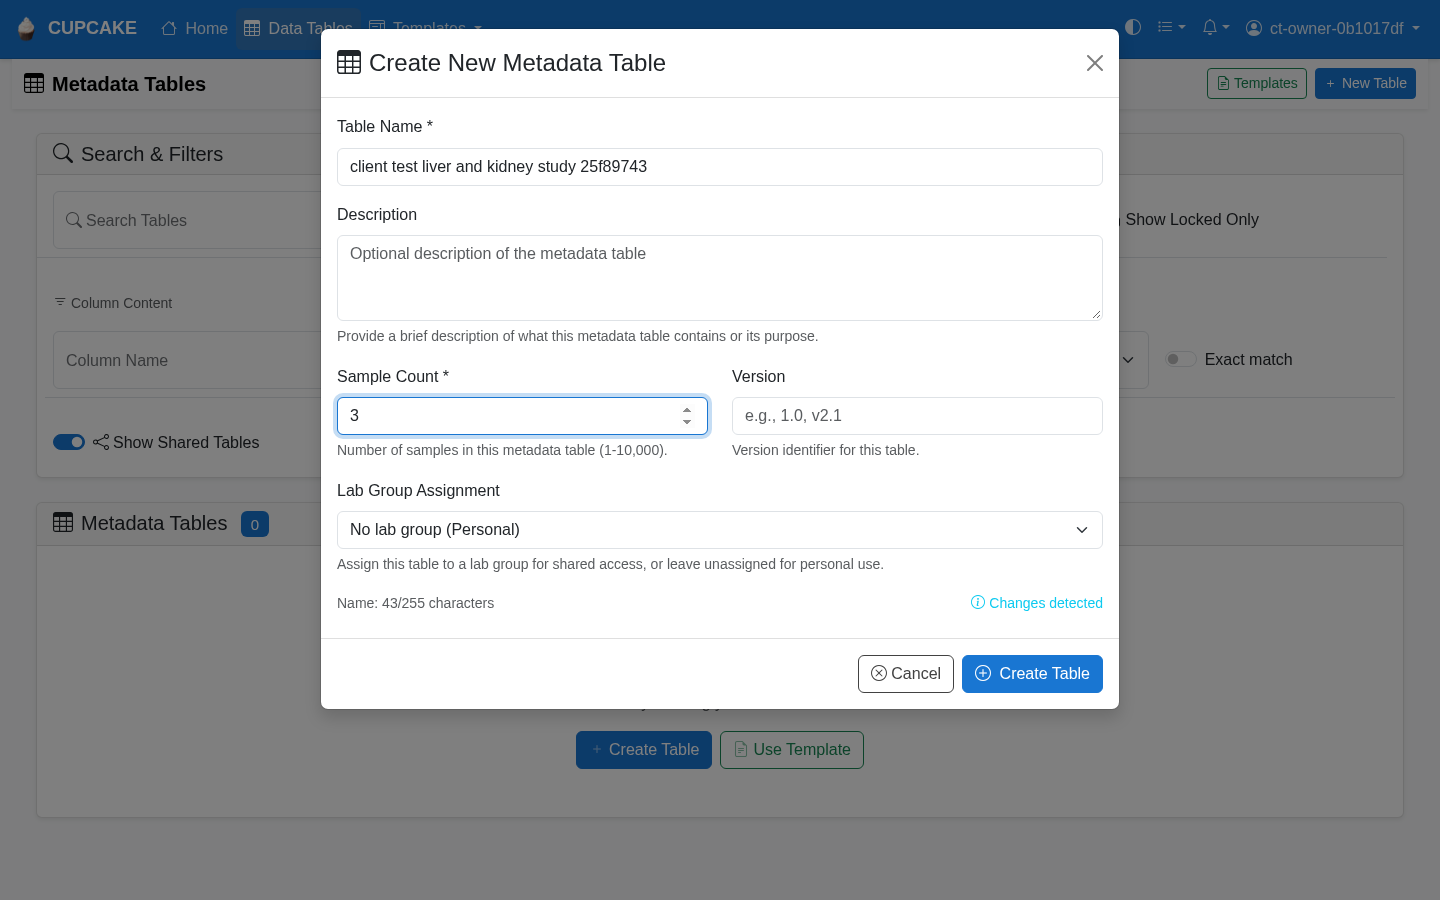 CUPCAKE
Home
Data Tables
Templates
ct-owner-0b1017df
Metadata Tables
Templates
New Table
Create New Metadata Table
Search & Filters
Search Tables
Show Locked Only
Column Content
Column Name
Exact match
Show Shared Tables
Metadata Tables 0
Table Name *
client test liver and kidney study 25f89743
Description
Optional description of the metadata table
Provide a brief description of what this metadata table contains or its purpose.
Sample Count *
Version
3
e.g., 1.0, v2.1
Number of samples in this metadata table (1-10,000).
Version identifier for this table.
Lab Group Assignment
No lab group (Personal)
Assign this table to a lab group for shared access, or leave unassigned for personal use.
Name: 43/255 characters
Changes detected
Cancel
Create Table
Create Table
Use Template